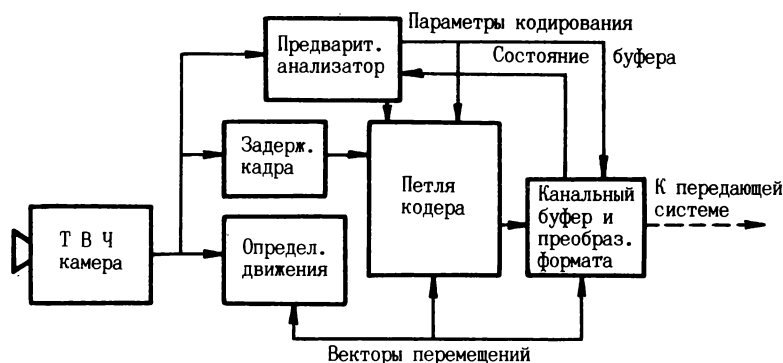 Параметры кодирования
Предварит.
анализатор
Состояние буфера
Задерж.
кадра
Петля
кодера
Канальный
буфер и
преобраз.
формата
К передающей
системе
Т В Ч
камера
Определ.
движения
Векторы перемещений